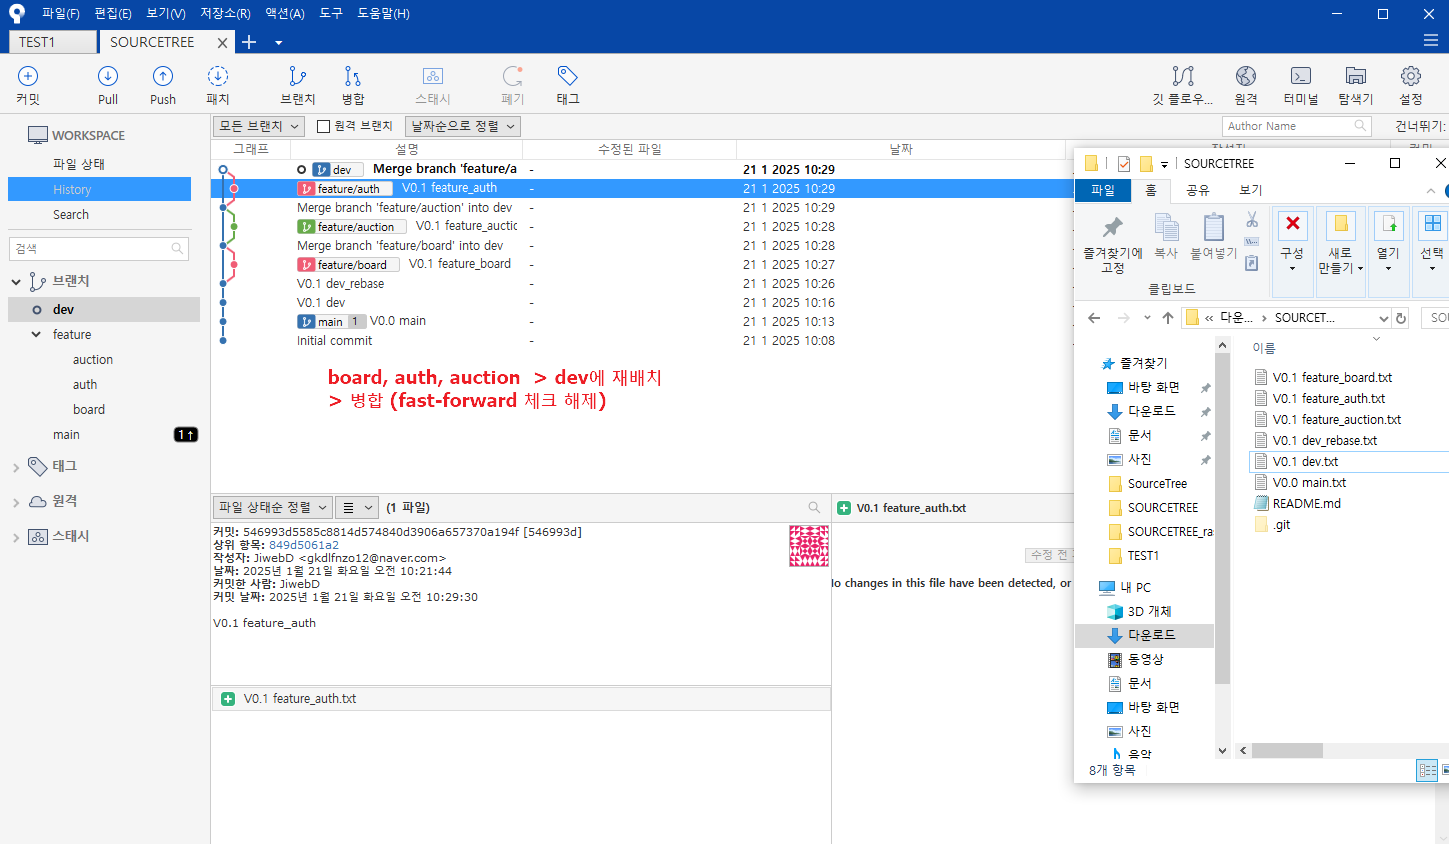 파일(F) 편집(E) 보기(V) 저장소(R) 액션(A) 도구 도움말(H)
TEST1 SOURCETREE
커밋 Pull Push 패치 브랜치 병합 스태시 폐기 태그 깃 플로우... 원격 터미널 탐색기 설정
WORKSPACE
파일 상태
History
Search
검색
브랜치
dev
feature
auction
auth
board
main 1↑
태그
원격
스태시
모든 브랜치 원격 브랜치 날짜순으로 정렬 Author Name 건너뛰기:
그래프 설명 수정된 파일 날짜
dev Merge branch 'feature/a - 21 1 2025 10:29
feature/auth V0.1 feature_auth - 21 1 2025 10:29
Merge branch 'feature/auction' into dev - 21 1 2025 10:29
feature/auction V0.1 feature_auctic - 21 1 2025 10:28
Merge branch 'feature/board' into dev - 21 1 2025 10:28
feature/board V0.1 feature_board - 21 1 2025 10:27
V0.1 dev_rebase - 21 1 2025 10:26
V0.1 dev - 21 1 2025 10:16
main 1 V0.0 main - 21 1 2025 10:13
Initial commit - 21 1 2025 10:08
board, auth, auction > dev에 재배치
> 병합 (fast-forward 체크 해제)
파일 상태순 정렬 (1 파일)
커밋: 546993d5585c8814d574840d3906a657370a194f [546993d]
상위 항목: 849d5061a2
작성자: JiwebD <gkdlfnzo12@naver.com>
날짜: 2025년 1월 21일 화요일 오전 10:21:44
커밋한 사람: JiwebD
커밋 날짜: 2025년 1월 21일 화요일 오전 10:29:30
V0.1 feature_auth
V0.1 feature_auth.txt
V0.1 feature_auth.txt
수정 전
lo changes in this file have been detected, or
SOURCETREE
파일 홈 공유 보기
즐겨찾기에 고정 복사 붙여넣기 구성 새로 만들기 열기 선택
클립보드
« 다운... › SOURCET... SOU
즐겨찾기
바탕 화면
다운로드
문서
사진
SourceTree
SOURCETREE
SOURCETREE_ra
TEST1
내 PC
3D 개체
다운로드
동영상
문서
바탕 화면
사진
음악
이름
V0.1 feature_board.txt
V0.1 feature_auth.txt
V0.1 feature_auction.txt
V0.1 dev_rebase.txt
V0.1 dev.txt
V0.0 main.txt
README.md
.git
8개 항목